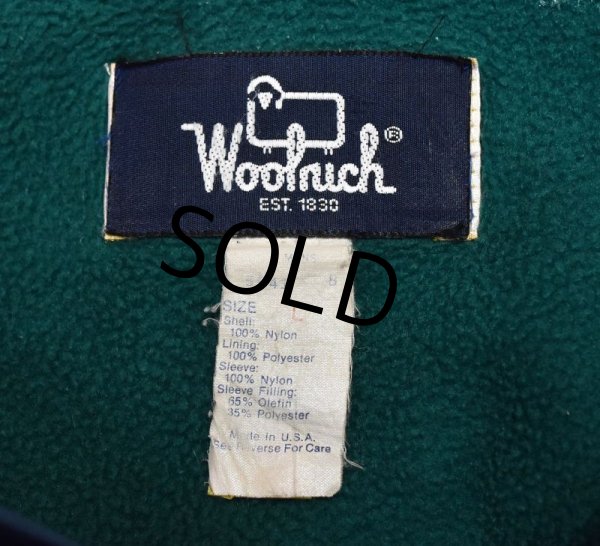 Woolrich®
EST. 1830
SOLD
SIZE L
Shell:
100% Nylon
Lining:
100% Polyester
Sleeve:
100% Nylon
Sleeve Filling:
65% Olefin
35% Polyester
Made in U.S.A.
See Reverse For Care